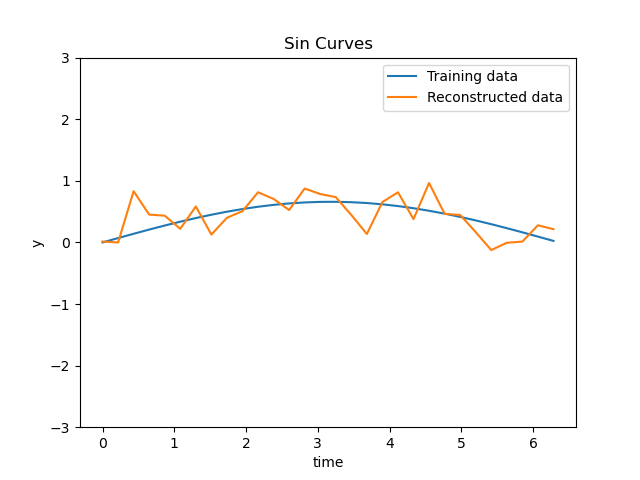 Sin Curves
Training data
Reconstructed data
3
2
1
0
−1
−2
−3
y
0 1 2 3 4 5 6
time